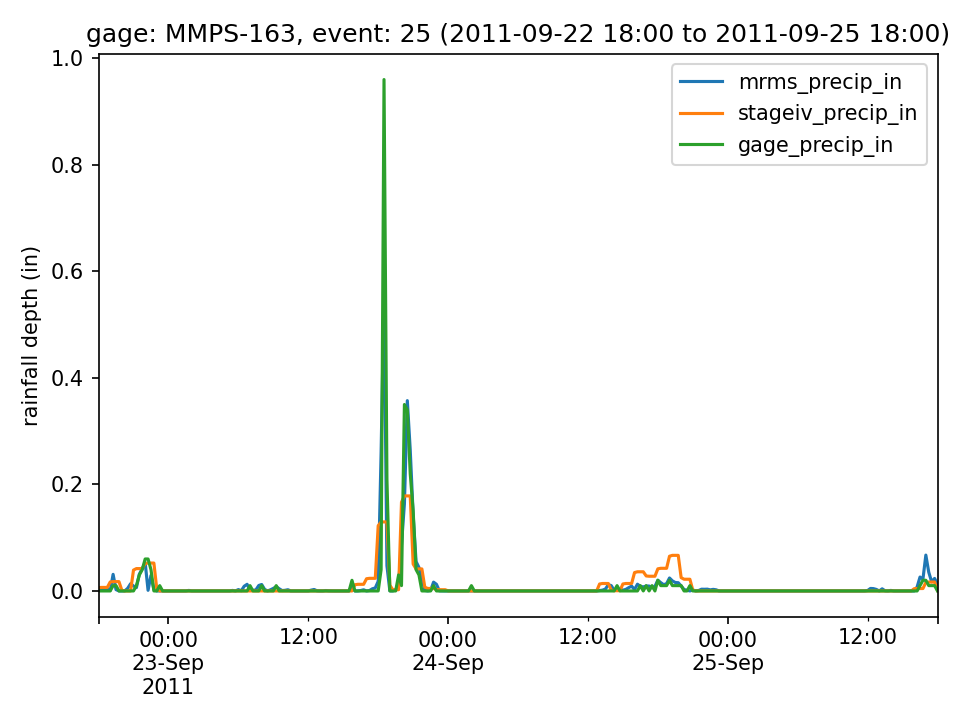 gage: MMPS-163, event: 25 (2011-09-22 18:00 to 2011-09-25 18:00)
mrms_precip_in
stageiv_precip_in
gage_precip_in
rainfall depth (in)
1.0
0.8
0.6
0.4
0.2
0.0
00:00
23-Sep
2011
12:00
00:00
24-Sep
12:00
00:00
25-Sep
12:00